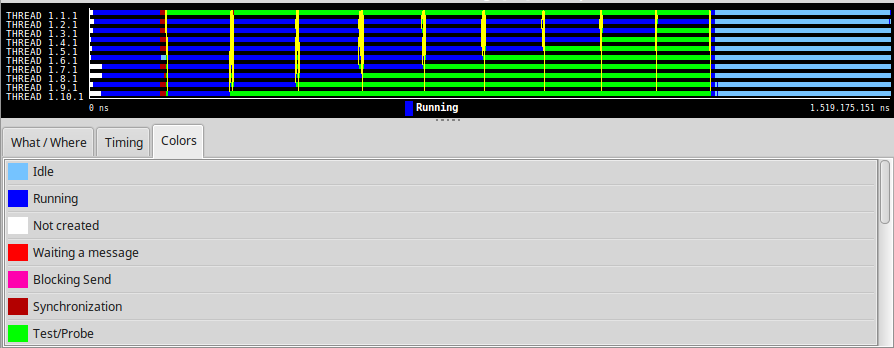 THREAD 1.1.1
THREAD 1.2.1
THREAD 1.3.1
THREAD 1.4.1
THREAD 1.5.1
THREAD 1.6.1
THREAD 1.7.1
THREAD 1.8.1
THREAD 1.9.1
THREAD 1.10.1
0 ns Running 1.519.175.151 ns
What / Where Timing Colors
Idle
Running
Not created
Waiting a message
Blocking Send
Synchronization
Test/Probe